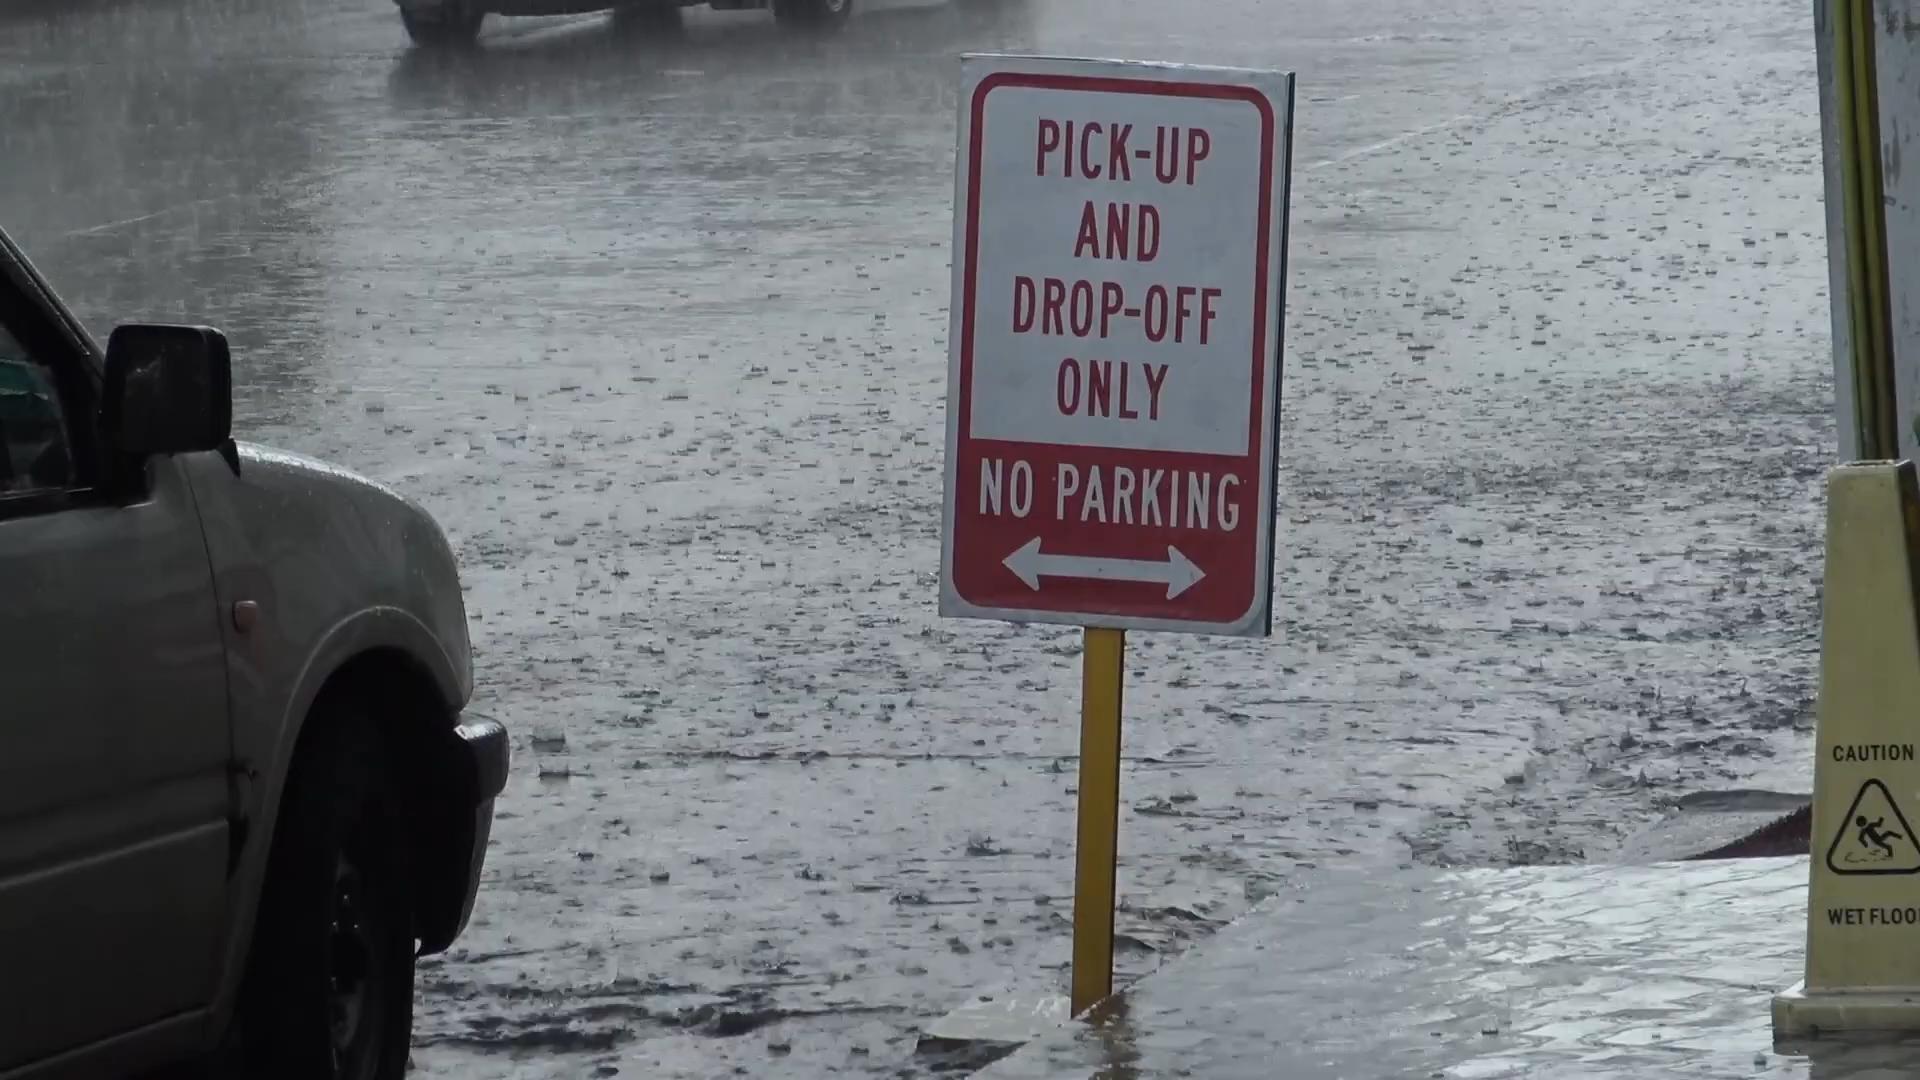 PICK-UP
AND
DROP-OFF
ONLY
NO PARKING
CAUTION
WET FLOO